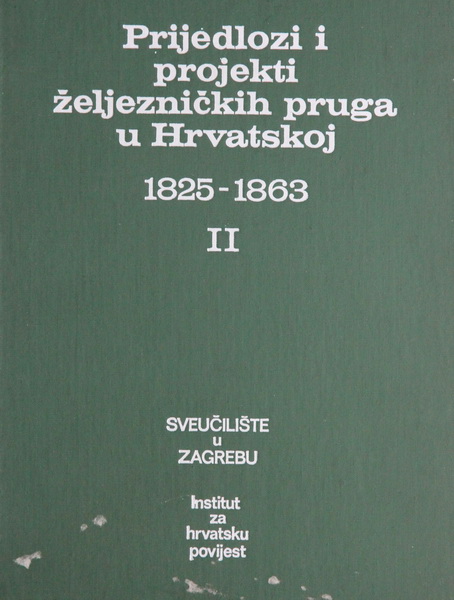 Prijedlozi i
projekti
željezničkih pruga
u Hrvatskoj
1825-1863
II
SVEUČILIŠTE
u
ZAGREBU
Institut
za
hrvatsku
povijest